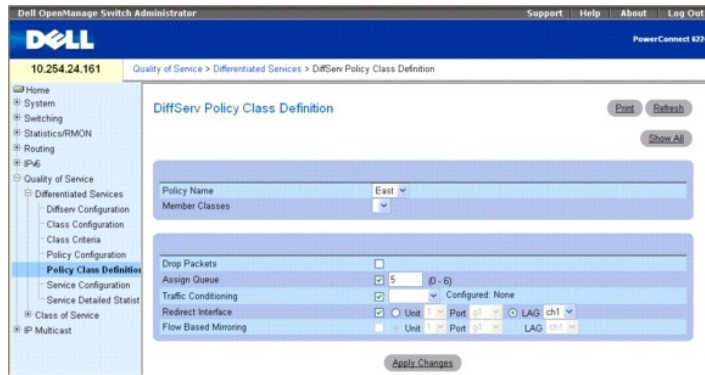 Dell OpenManage Switch Administrator
Support Help About Log Out
DELL
PowerConnect 622
10.254.24.161
Quality of Service > Differentiated Services > DiffServ Policy Class Definition
Home
System
Switching
Statistics/RMON
Routing
IPv6
Quality of Service
Differentiated Services
Diffserv Configuration
Class Configuration
Class Criteria
Policy Configuration
Policy Class Definition
Service Configuration
Service Detailed Statist
Class of Service
IP Multicast
DiffServ Policy Class Definition
Print Refresh
Show All
Policy Name East
Member Classes
Drop Packets
Assign Queue 5 (0 - 6)
Traffic Conditioning Configured: None
Redirect Interface Unit 1 Port g1 LAG ch1
Flow Based Mirroring Unit 1 Port g1 LAG ch1
Apply Changes